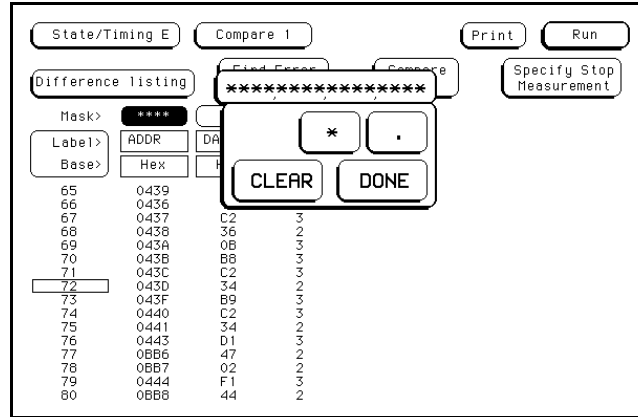 State/Timing E Compare 1 Print Run
Difference listing Find Error Compare Specify Stop Measurement
****,****,****,****
Mask> ****
* .
Label> ADDR DA
Base> Hex H
CLEAR DONE
65 0439
66 0436
67 0437 C2 3
68 0438 36 2
69 043A 0B 3
70 043B B8 3
71 043C C2 3
72 043D 34 2
73 043F B9 3
74 0440 C2 3
75 0441 34 2
76 0443 D1 3
77 0BB6 47 2
78 0BB7 02 2
79 0444 F1 3
80 0BB8 44 2